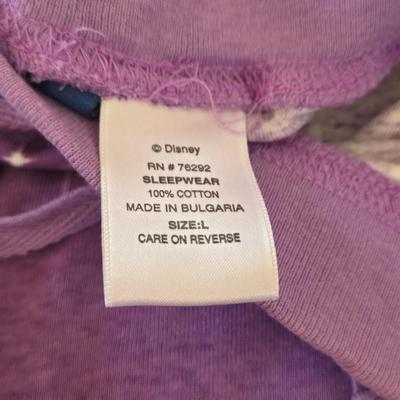 © Disney
RN # 76292
SLEEPWEAR
100% COTTON
MADE IN BULGARIA
SIZE:L
CARE ON REVERSE